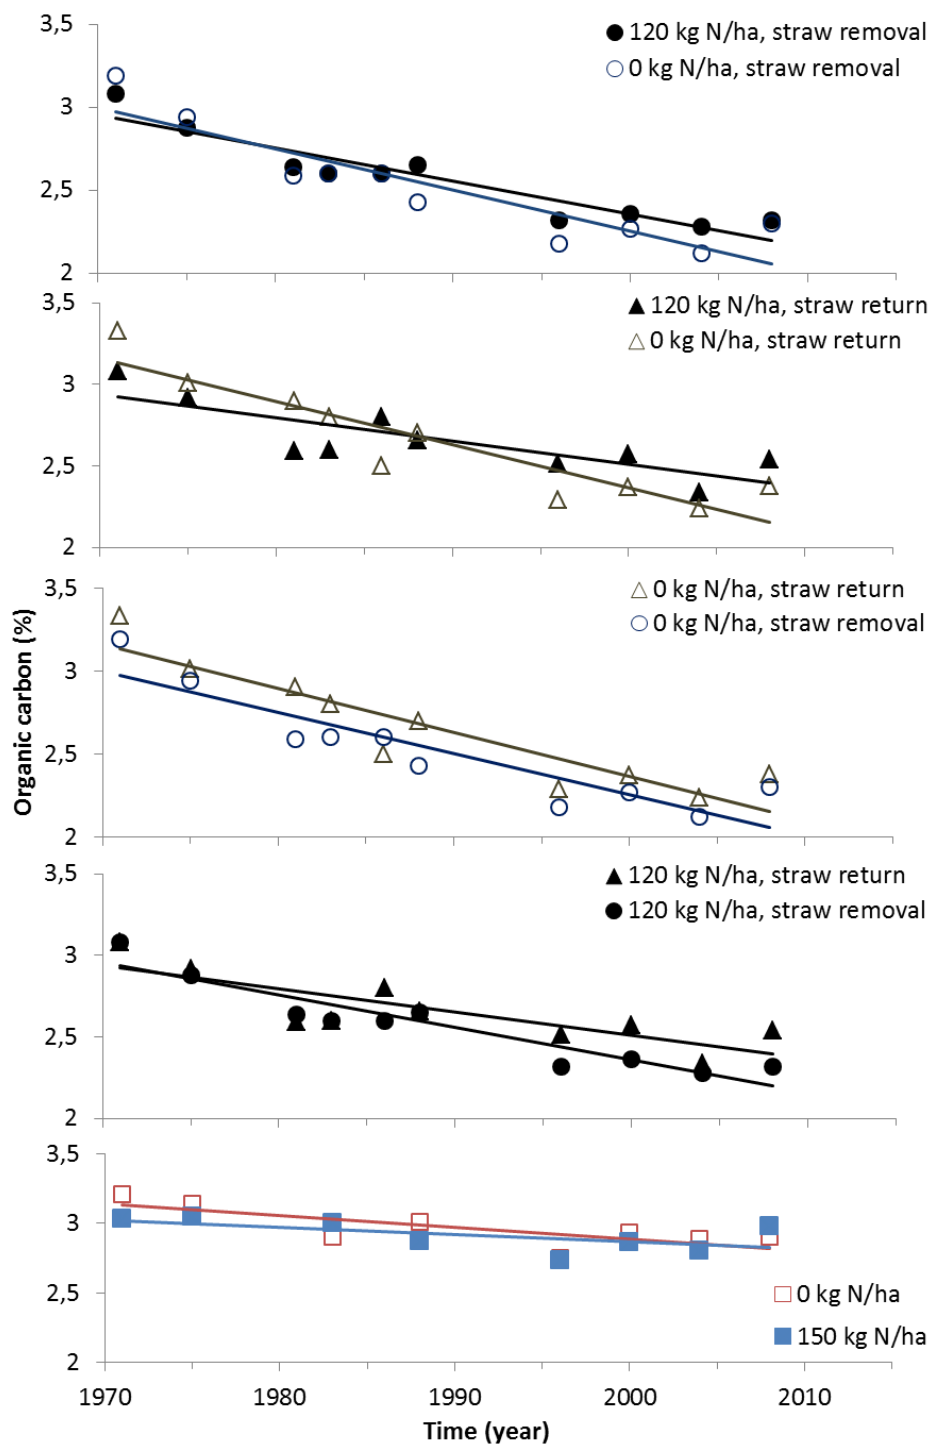 3,5
120 kg N/ha, straw removal
0 kg N/ha, straw removal
3
2,5
2
3,5
120 kg N/ha, straw return
0 kg N/ha, straw return
3
2,5
2
Organic carbon (%)
3,5
0 kg N/ha, straw return
0 kg N/ha, straw removal
3
2,5
2
3,5
120 kg N/ha, straw return
120 kg N/ha, straw removal
3
2,5
2
3,5
3
2,5
0 kg N/ha
150 kg N/ha
2
1970 1980 1990 2000 2010
Time (year)